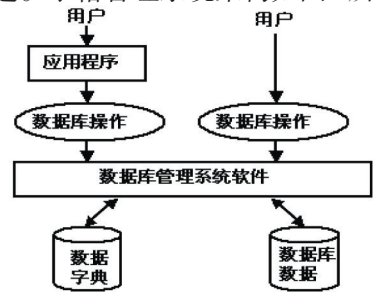 用户 用户
应用程序
数据库操作 数据库操作
数据库管理系统软件
数据 数据库
字典 数据